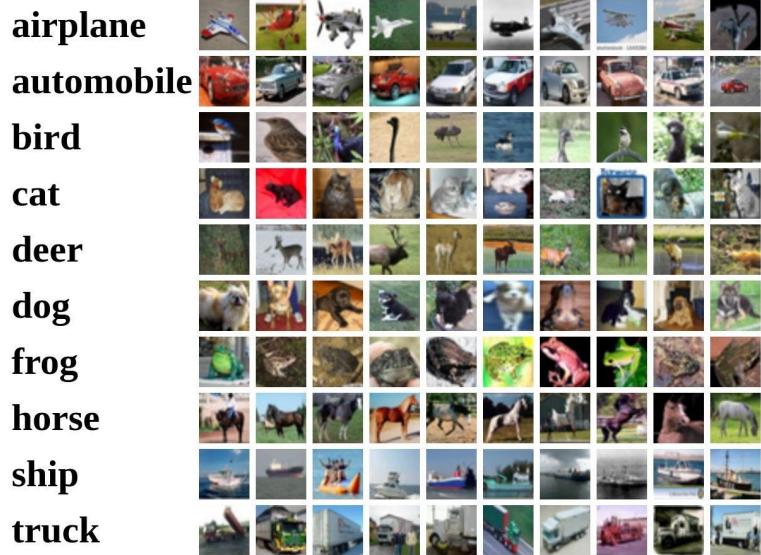 airplane
automobile
bird
cat
deer
dog
frog
horse
ship
truck